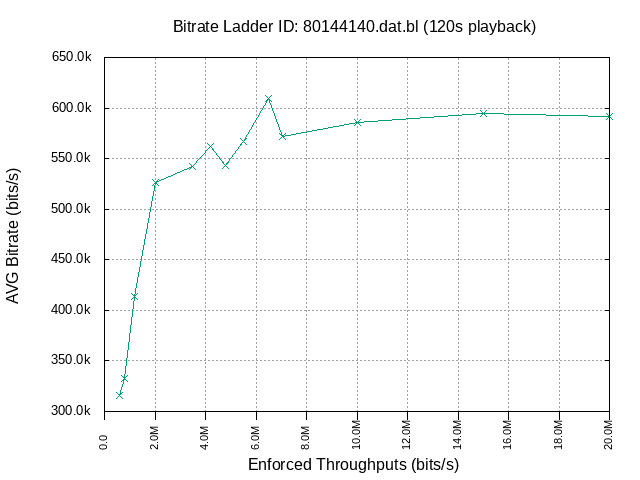 Bitrate Ladder ID: 80144140.dat.bl (120s playback)
650.0k
600.0k
550.0k
500.0k
450.0k
400.0k
350.0k
300.0k
AVG Bitrate (bits/s)
0.0
2.0M
4.0M
6.0M
8.0M
10.0M
12.0M
14.0M
16.0M
18.0M
20.0M
Enforced Throughputs (bits/s)